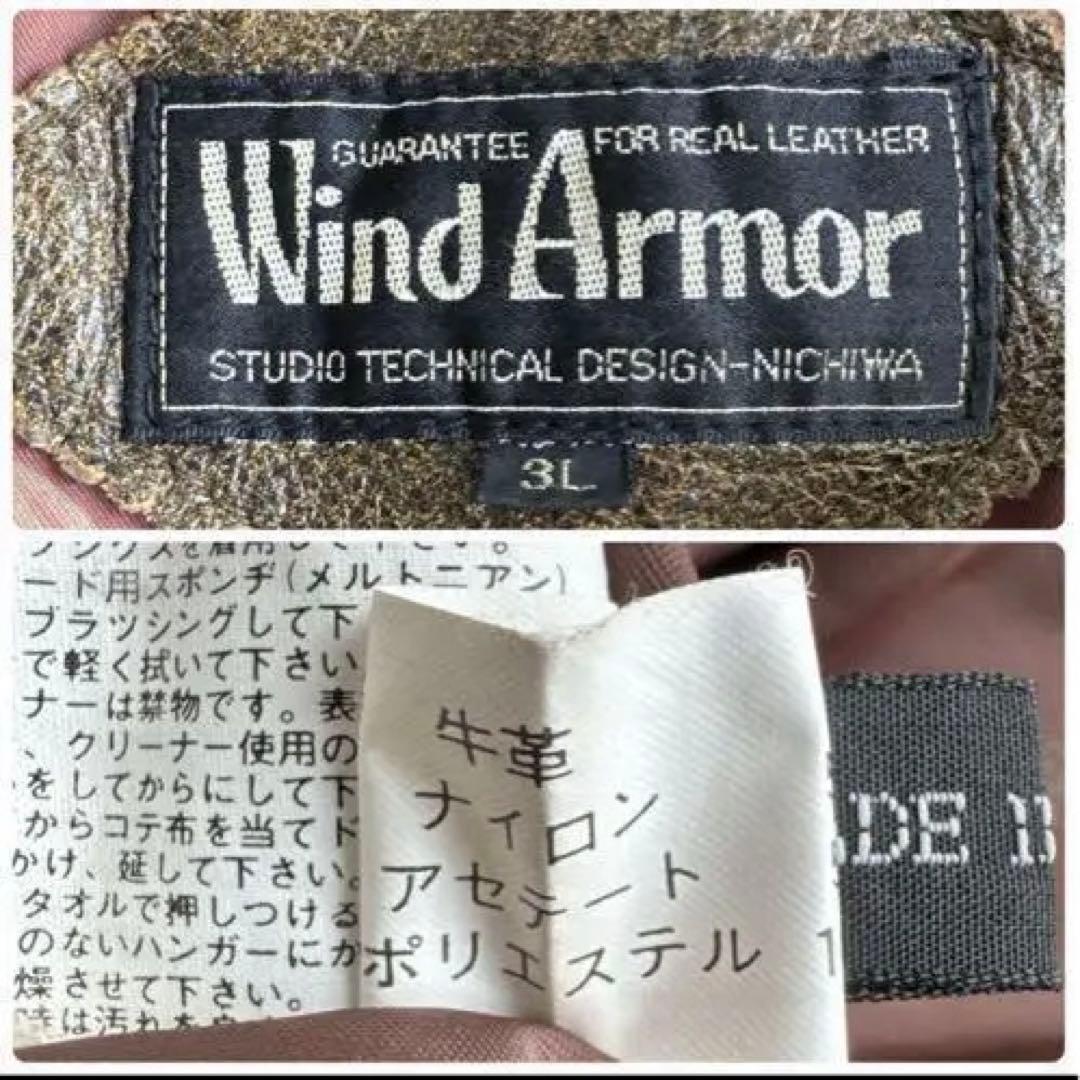 GUARANTEE FOR REAL LEATHER
Wind Armor
STUDIO TECHNICAL DESIGN-NICHIWA
3L
ード用スポンヂ(メルトニアン)
ブラッシングして下
で軽く拭いて下さい
ナーは禁物です。表
、クリーナー使用の
をしてからにして下
からコテ布を当てド
かけ、延して下さい。
タオルで押しつける
のないハンガーにか
燥させて下さい。
は汚れを
牛革
ナイロン
アセテート
ポリエステル 1
ADE